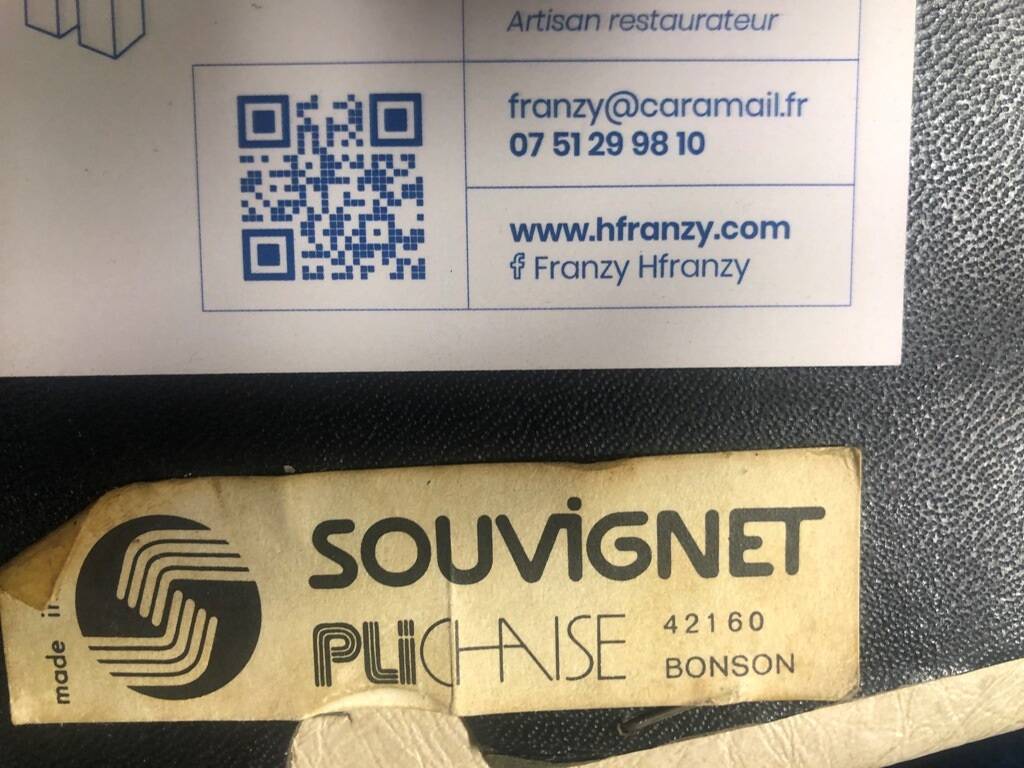 Artisan restaurateur
franzy@caramail.fr
07 51 29 98 10
www.hfranzy.com
Franzy Hfranzy
made in
SOUViGNET
PLiCHAISE
42160
BONSON